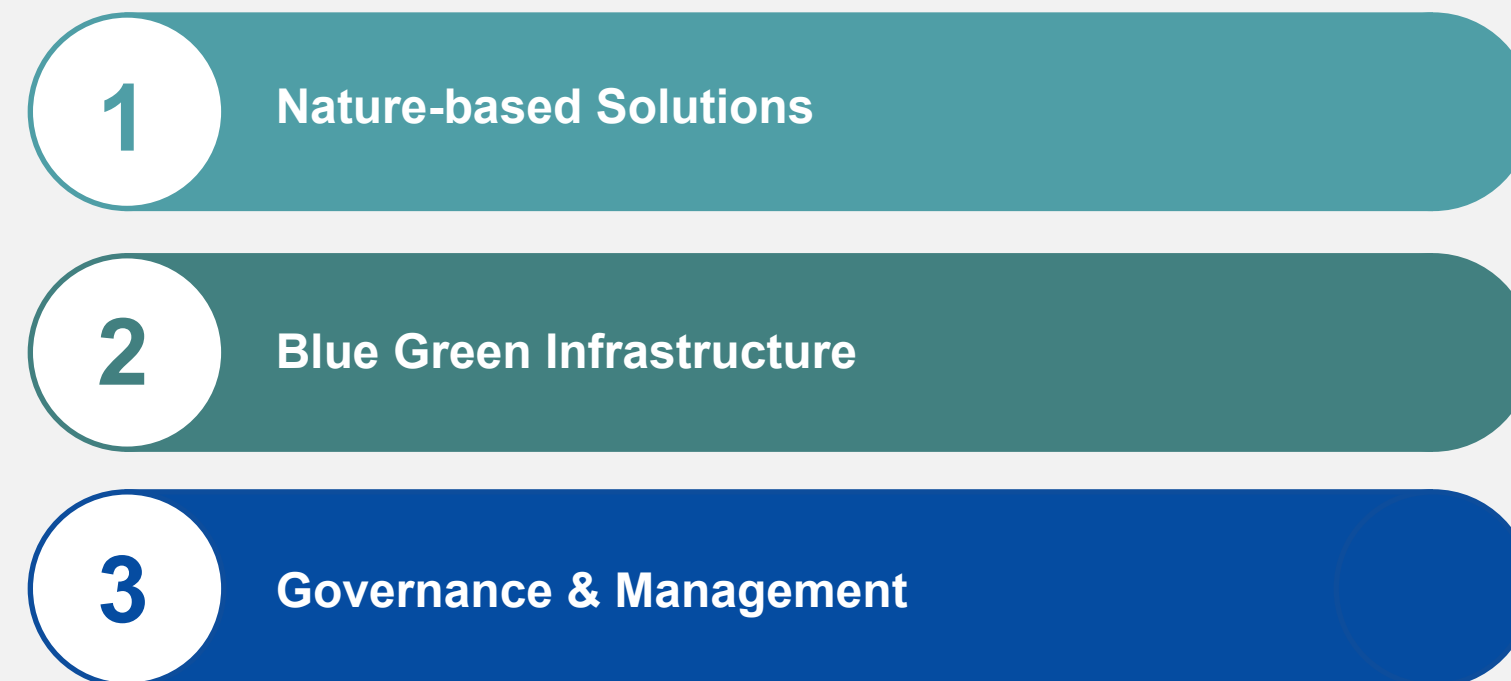 1
Nature-based Solutions
2
Blue Green Infrastructure
3
Governance & Management